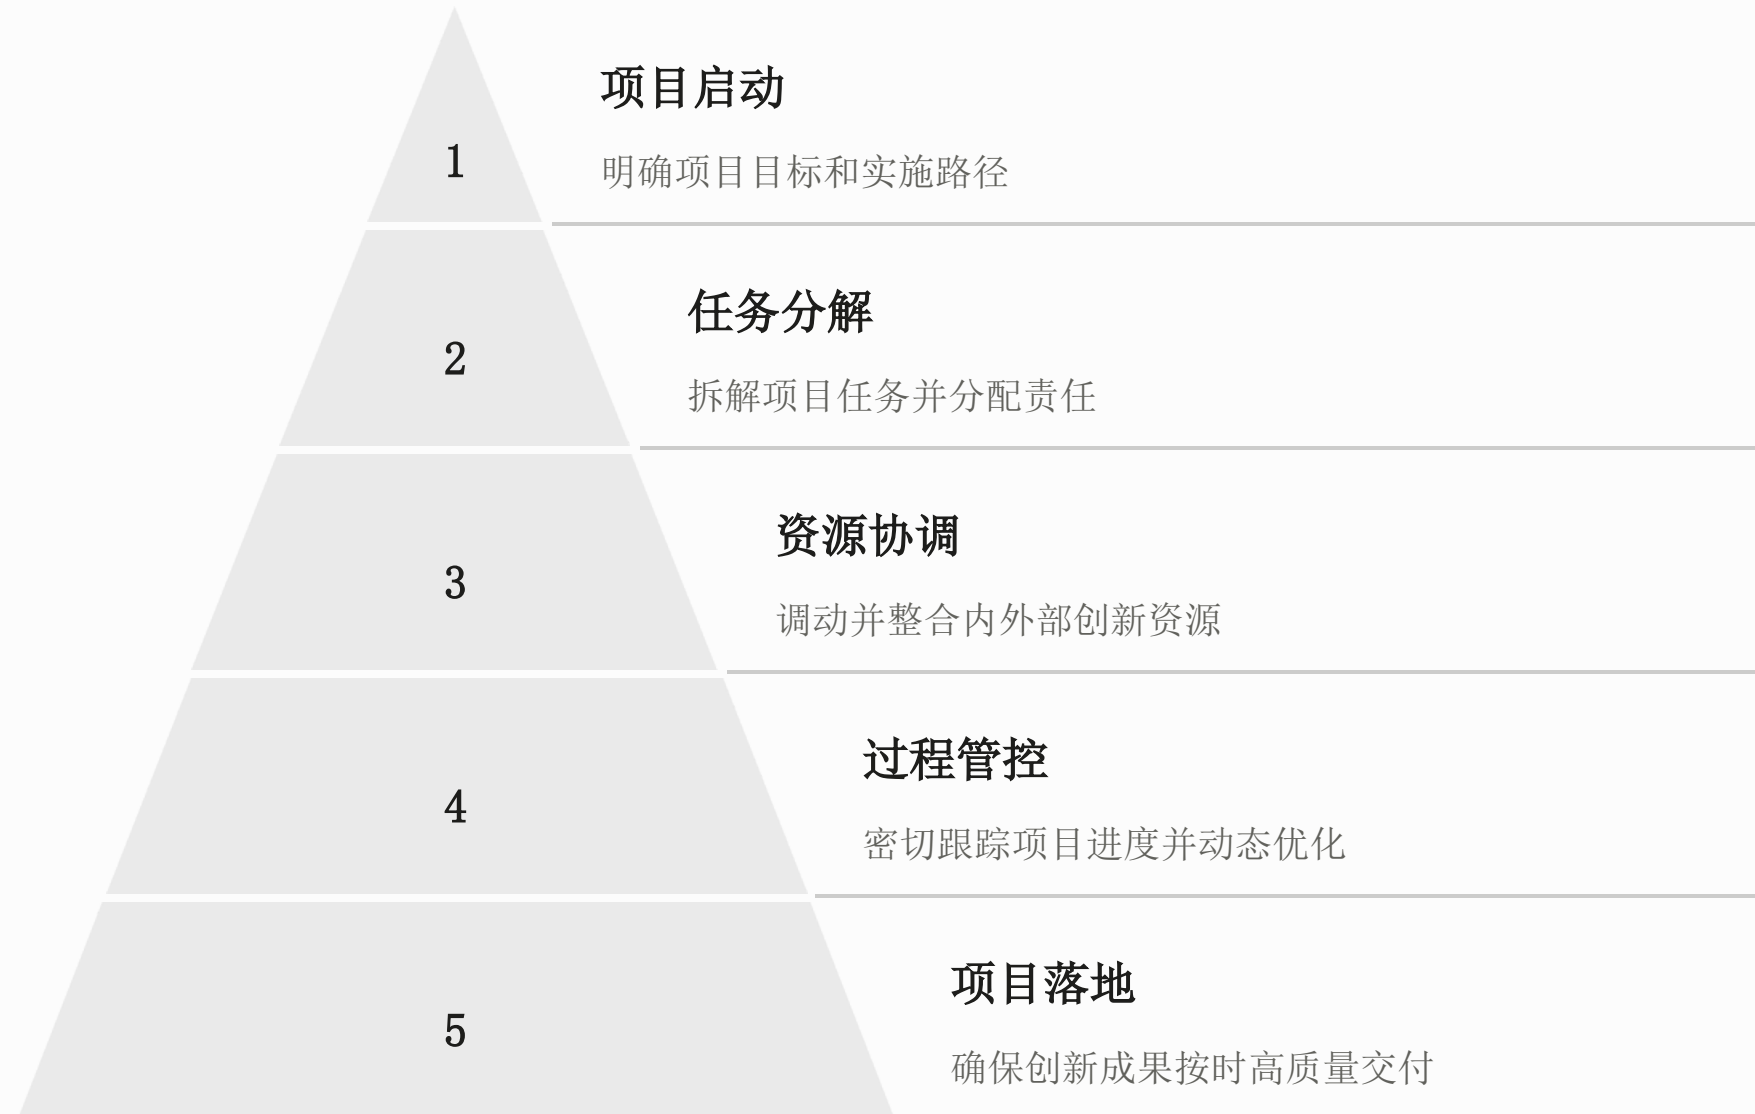 1
项目启动
明确项目目标和实施路径
2
任务分解
拆解项目任务并分配责任
3
资源协调
调动并整合内外部创新资源
4
过程管控
密切跟踪项目进度并动态优化
5
项目落地
确保创新成果按时高质量交付